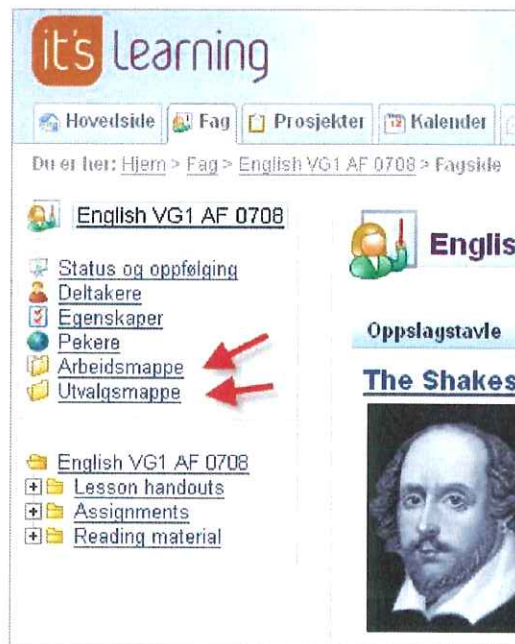 it's learning
Hovedside Fag Prosjekter Kalender
Du er her: Hjem > Fag > English VG1 AF 0708 > Fagside
English VG1 AF 0708
Status og oppfølging
Deltakere
Egenskaper
Pekere
Arbeidsmappe
Utvalgsmappe
English VG1 AF 0708
Lesson handouts
Assignments
Reading material
Englis
Oppslagstavle
The Shakes